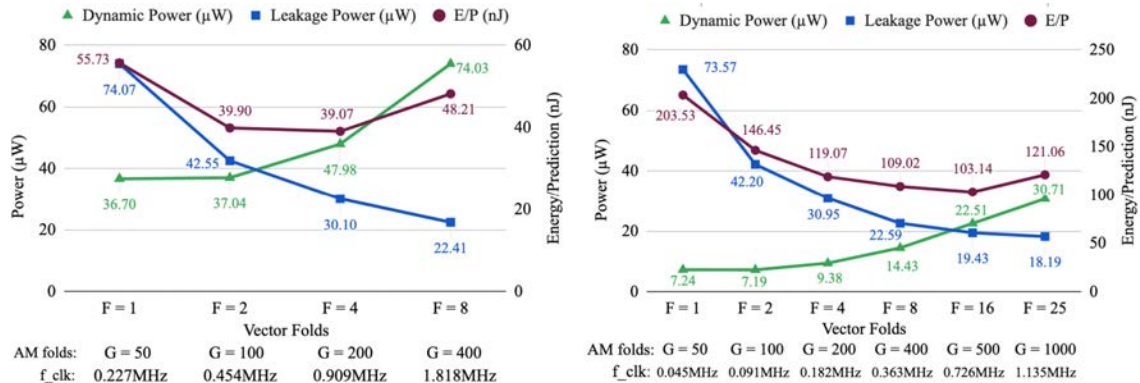 Dynamic Power (µW) Leakage Power (µW) E/P (nJ)
80 60
55.73 74.03
74.07 39.90 39.07 48.21
60
40
42.55 47.98
40
36.70 37.04 30.10
20
20
22.41
0 0
Power (µW)
Energy/Prediction (nJ)
F = 1 F = 2 F = 4 F = 8
Vector Folds
AM folds: G = 50 G = 100 G = 200 G = 400
f_clk: 0.227MHz 0.454MHz 0.909MHz 1.818MHz
Dynamic Power (µW) Leakage Power (µW) E/P
80 250
73.57
200
60
203.53 146.45
119.07 109.02 103.14 121.06
150
40
42.20 30.95 22.59 22.51 30.71
100
20
50
7.24 7.19 9.38 14.43 19.43 18.19
0 0
Power (µW)
Energy/Prediction (nJ)
F = 1 F = 2 F = 4 F = 8 F = 16 F = 25
Vector Folds
AM folds: G = 50 G = 100 G = 200 G = 400 G = 500 G = 1000
f_clk: 0.045MHz 0.091MHz 0.182MHz 0.363MHz 0.726MHz 1.135MHz